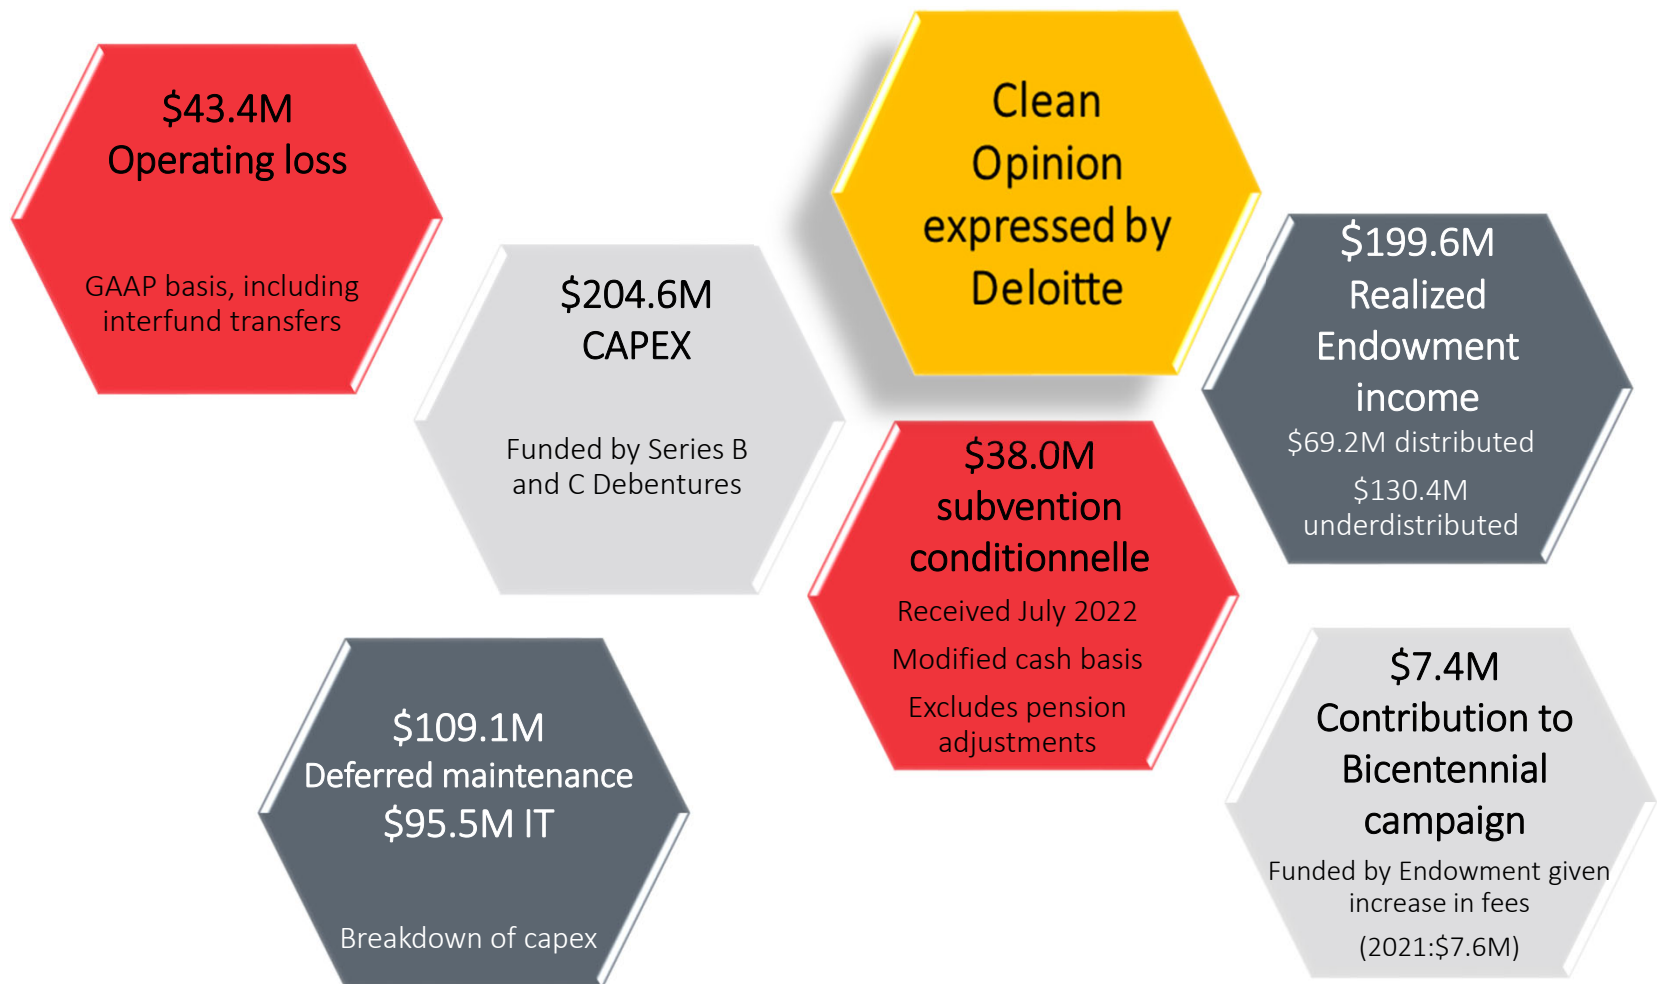 $43.4M
Operating loss
GAAP basis, including
interfund transfers
$204.6M
CAPEX
Funded by Series B
and C Debentures
Clean
Opinion
expressed by
Deloitte
$199.6M
Realized
Endowment
income
$69.2M distributed
$130.4M
underdistributed
$38.0M
subvention
conditionnelle
Received July 2022
Modified cash basis
Excludes pension
adjustments
$109.1M
Deferred maintenance
$95.5M IT
Breakdown of capex
$7.4M
Contribution to
Bicentennial
campaign
Funded by Endowment given
increase in fees
(2021:$7.6M)